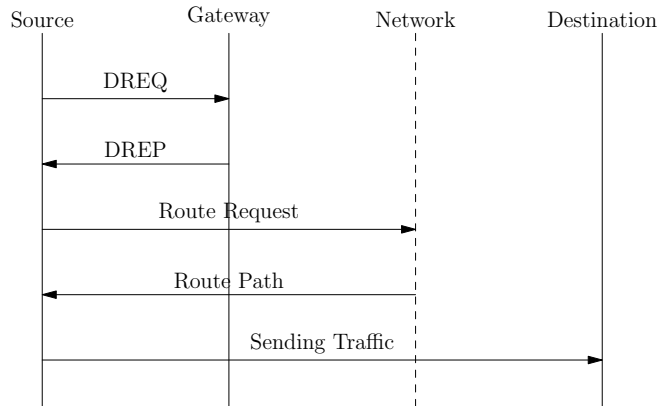 Source Gateway Network Destination
DREQ
DREP
Route Request
Route Path
Sending Traffic